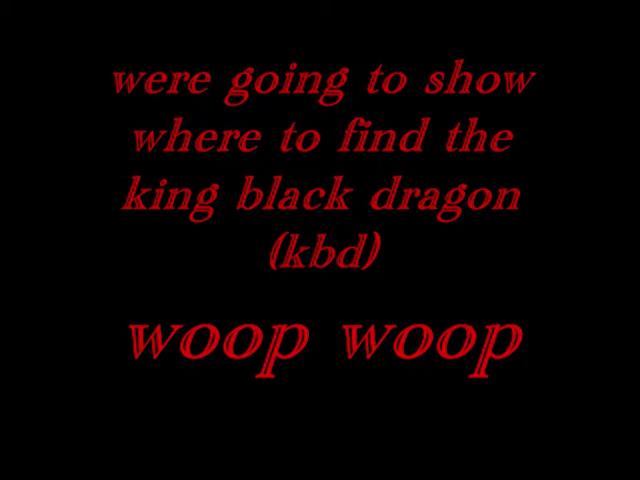 were going to show
where to find the
king black dragon
(kbd)
woop woop